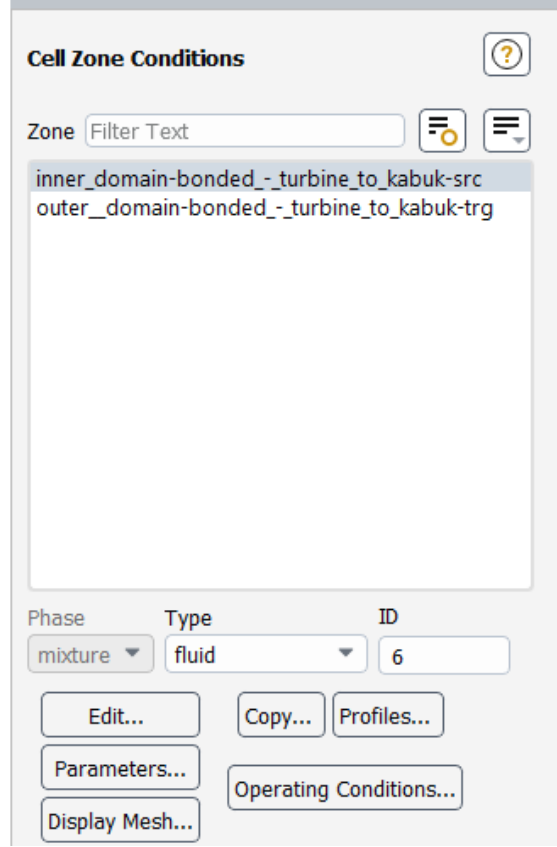 Cell Zone Conditions
?
Zone Filter Text
inner_domain-bonded_-_turbine_to_kabuk-src
outer__domain-bonded_-_turbine_to_kabuk-trg
Phase Type ID
mixture fluid 6
Edit... Copy... Profiles...
Parameters... Operating Conditions...
Display Mesh...